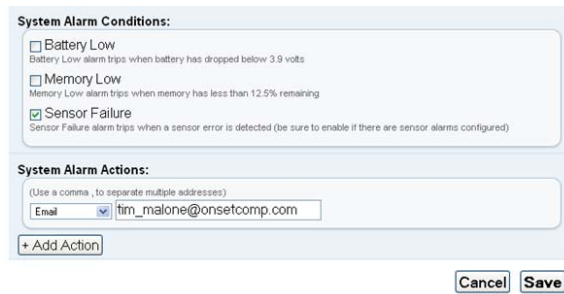 System Alarm Conditions:
Battery Low
Battery Low alarm trips when battery has dropped below 3.9 volts
Memory Low
Memory Low alarm trips when memory has less than 12.5% remaining
Sensor Failure
Sensor Failure alarm trips when a sensor error is detected (be sure to enable if there are sensor alarms configured)
System Alarm Actions:
(Use a comma , to separate multiple addresses)
Email tim_malone@onsetcomp.com
+ Add Action
Cancel Save